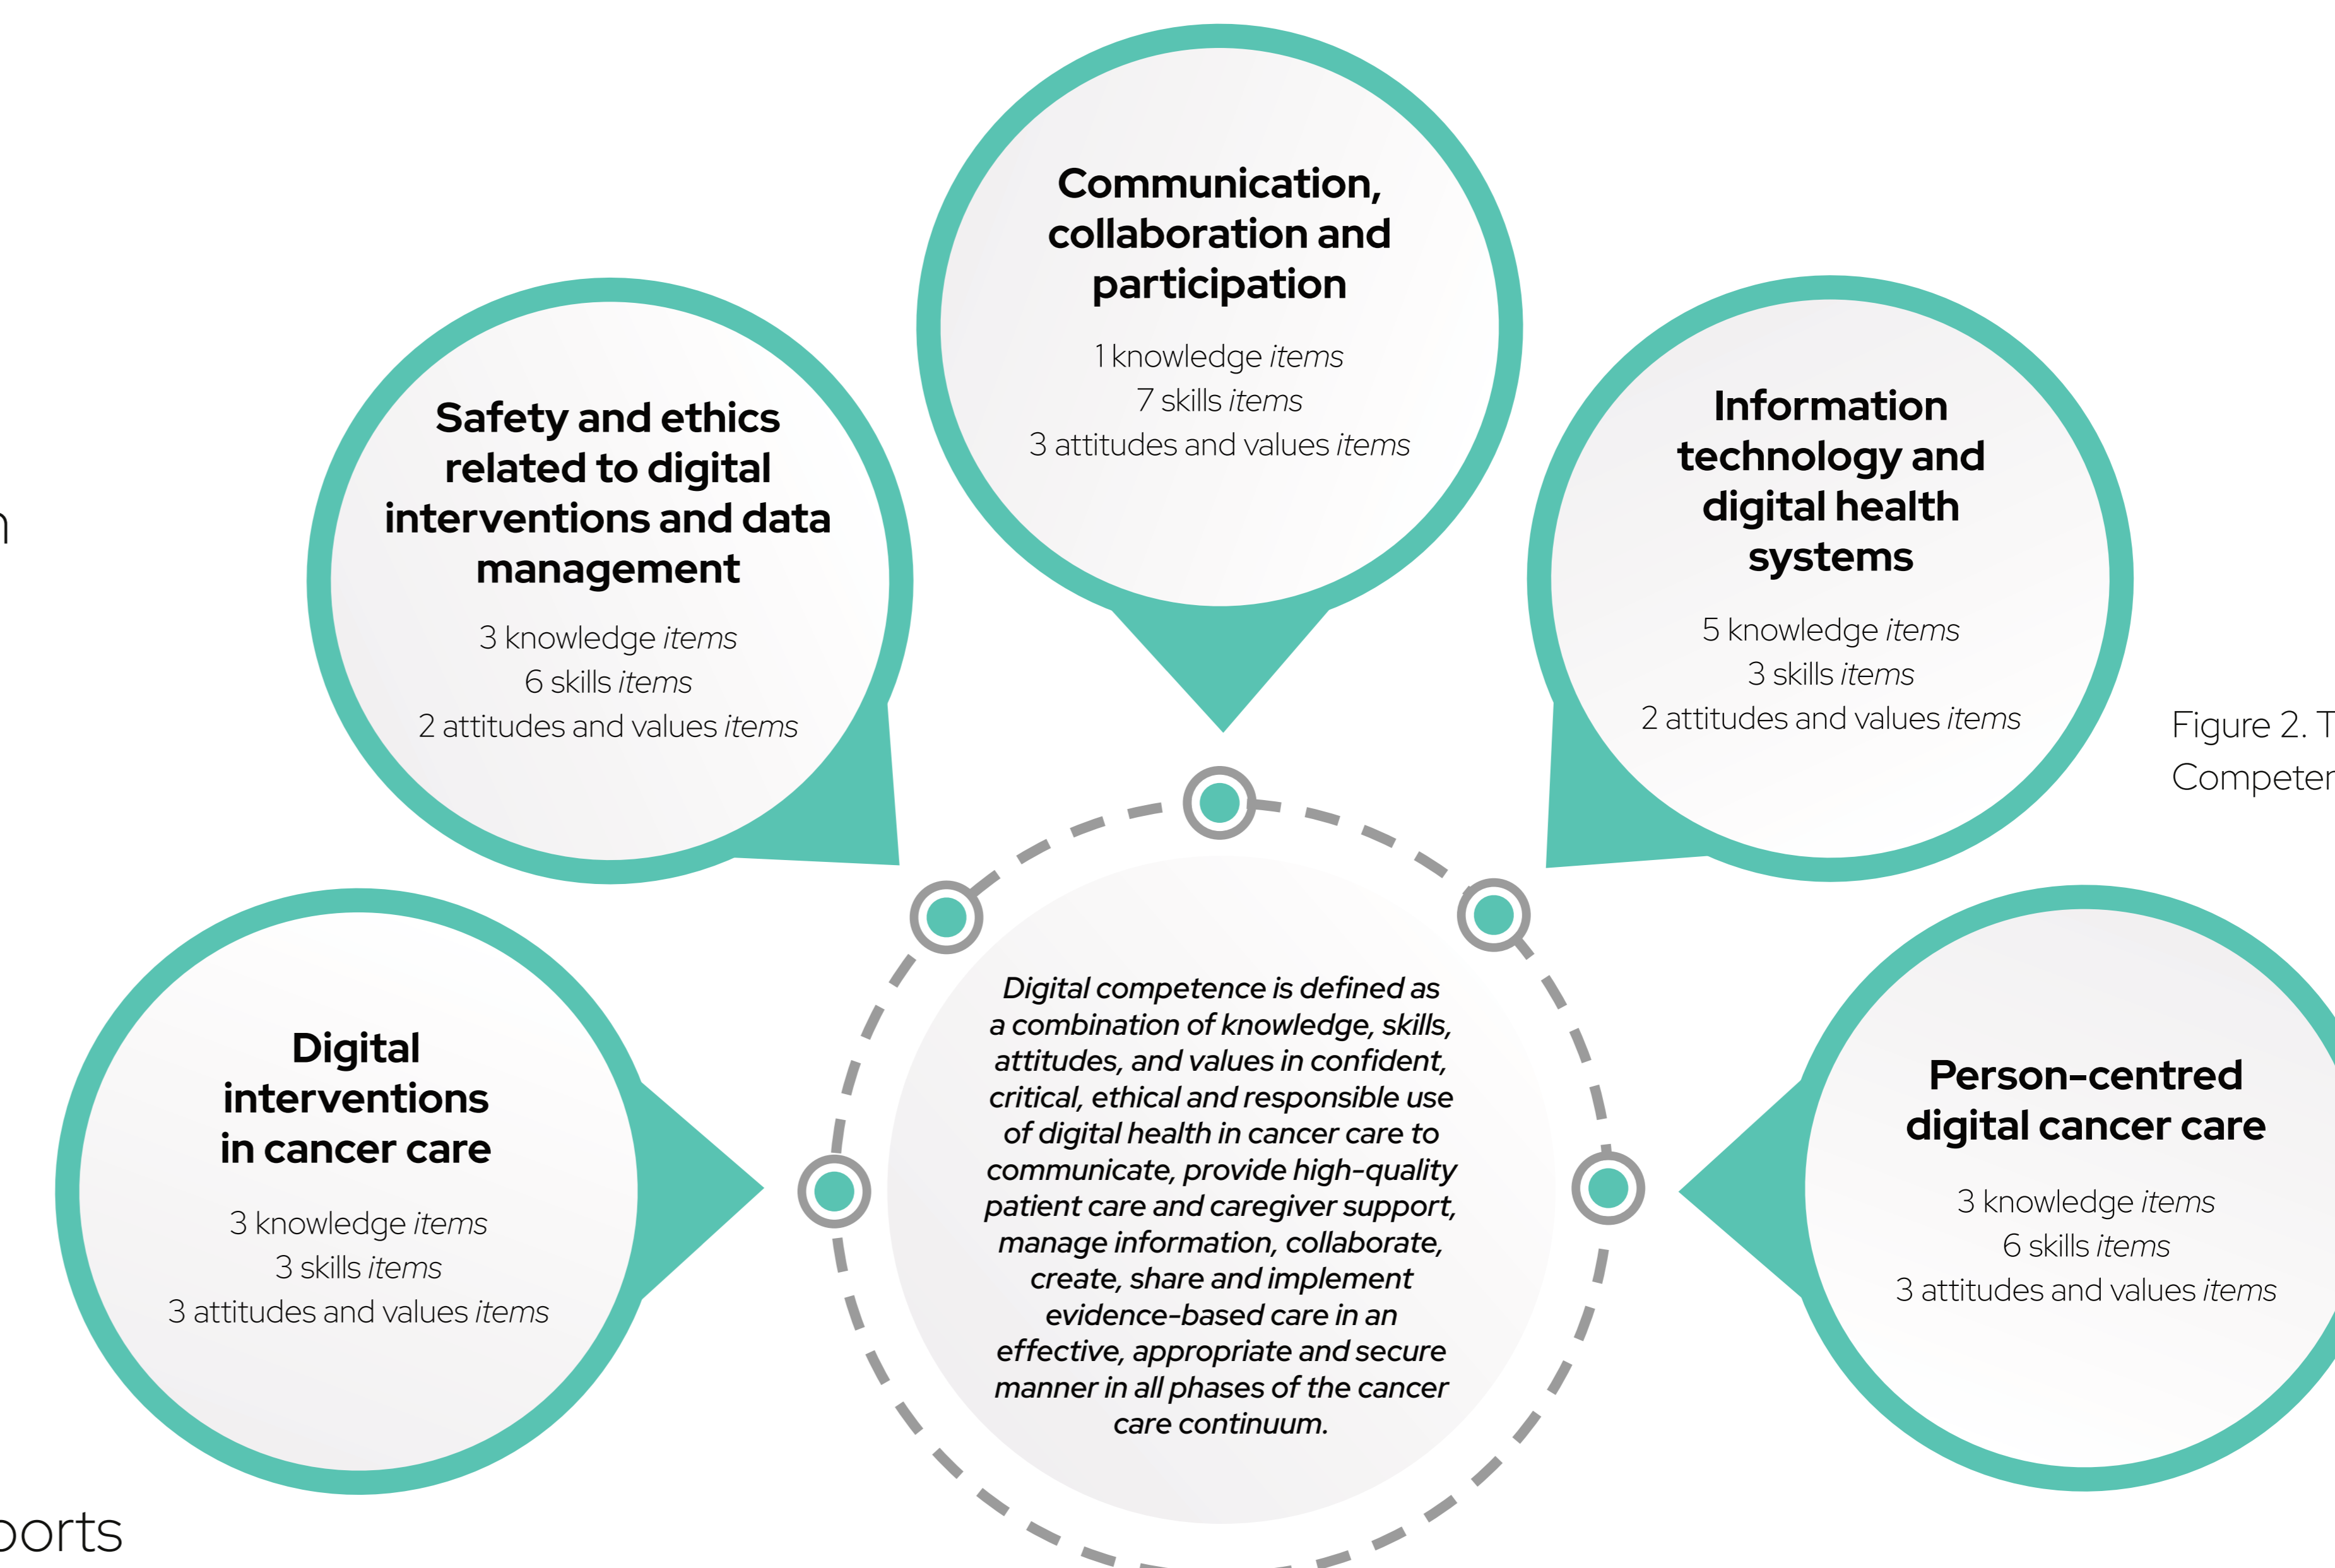 Communication,
collaboration and
participation
1 knowledge items
7 skills items
3 attitudes and values items
Safety and ethics
related to digital
interventions and data
management
3 knowledge items
6 skills items
2 attitudes and values items
Information
technology and
digital health
systems
5 knowledge items
3 skills items
2 attitudes and values items
Figure 2.
Digital
interventions
in cancer care
3 knowledge items
3 skills items
3 attitudes and values items
Digital competence is defined as
a combination of knowledge, skills,
attitudes, and values in confident,
critical, ethical and responsible use
of digital health in cancer care to
communicate, provide high-quality
patient care and caregiver support,
manage information, collaborate,
create, share and implement
evidence-based care in an
effective, appropriate and secure
manner in all phases of the cancer
care continuum.
Person-centred
digital cancer care
3 knowledge items
6 skills items
3 attitudes and values items